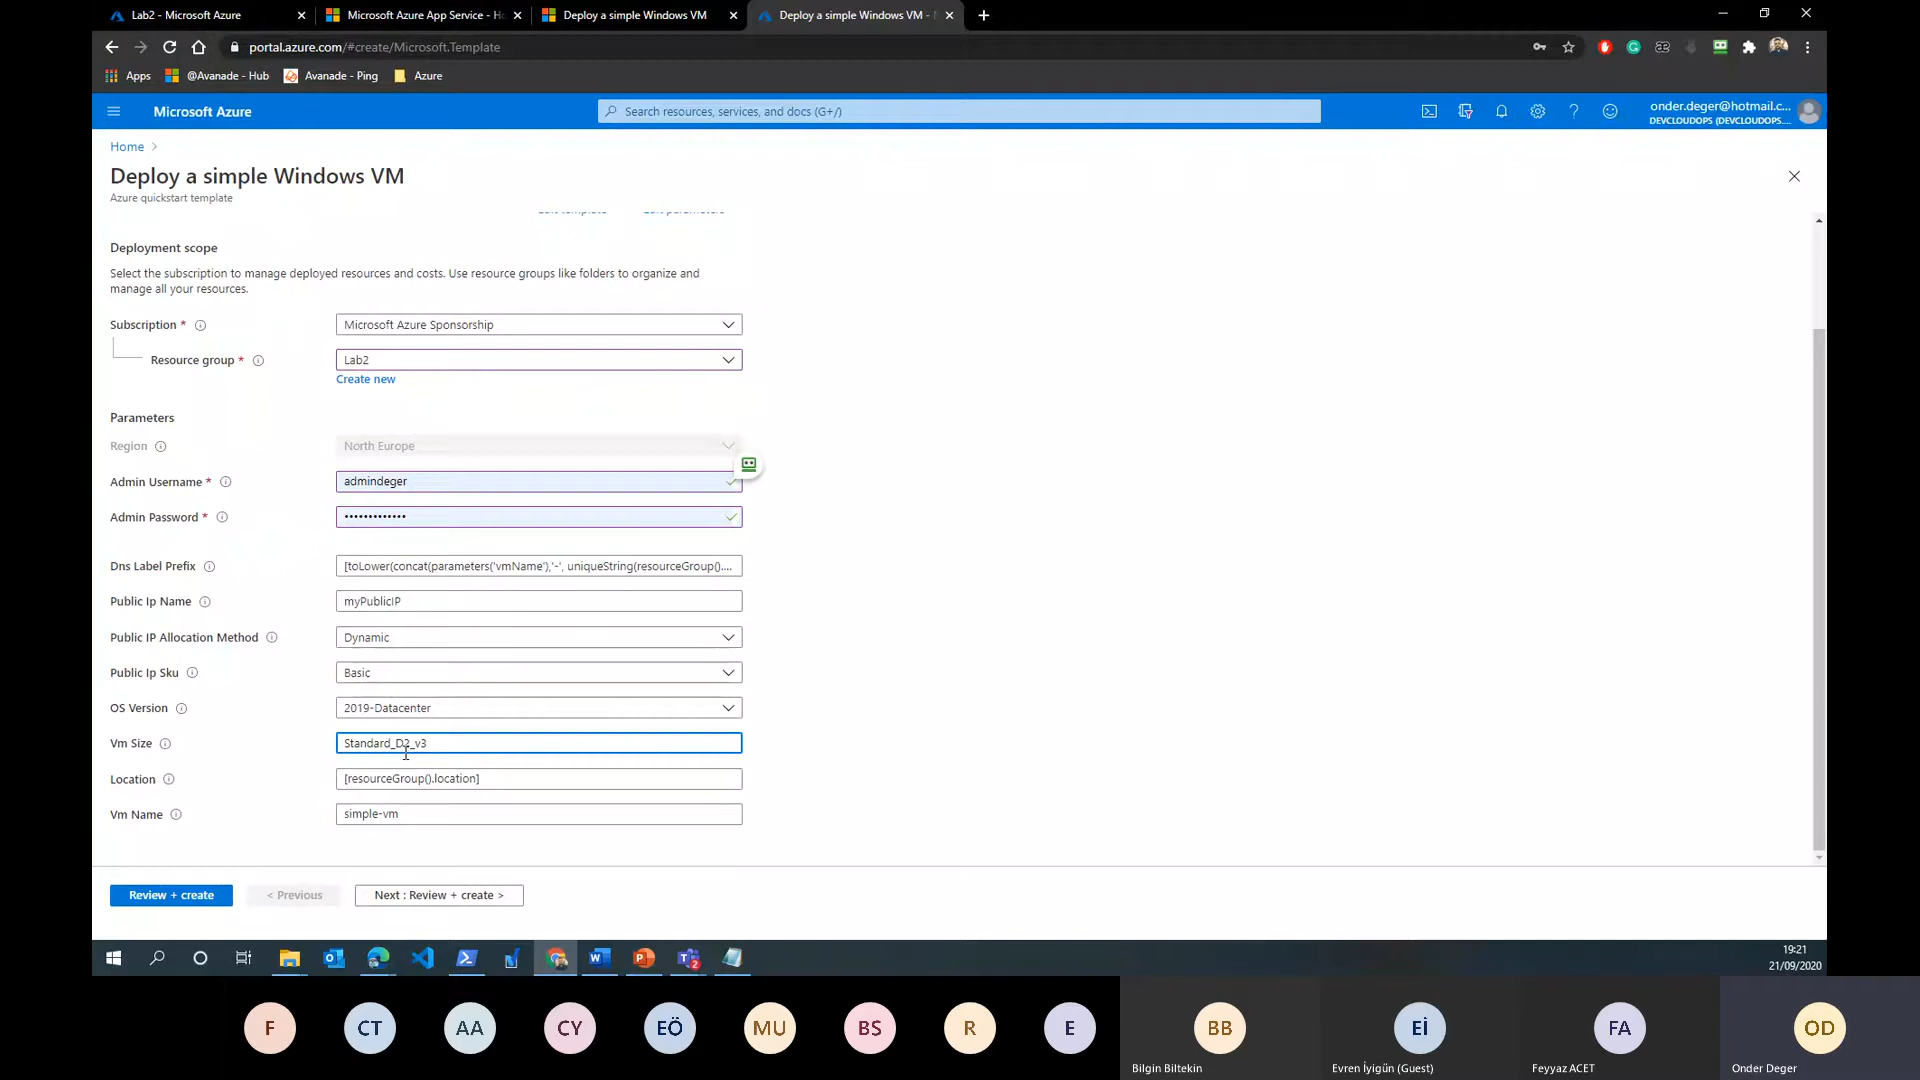 Lab2 - Microsoft Azure
Microsoft Azure App Service - H
Deploy a simple Windows VM
Deploy a simple Windows VM -
portal.azure.com/#create/Microsoft.Template
Apps
@Avanade - Hub
Avanade - Ping
Azure
Microsoft Azure
Search resources, services, and docs (G+/)
onder.deger@hotmail.c...
DEVCLOUDOPS (DEVCLOUDOPS....
Home
Deploy a simple Windows VM
Azure quickstart template
Edit template
Edit parameters
Deployment scope
Select the subscription to manage deployed resources and costs. Use resource groups like folders to organize and
manage all your resources.
Subscription *
Microsoft Azure Sponsorship
Resource group *
Lab2
Create new
Parameters
Region
North Europe
Admin Username *
admindeger
Admin Password *
•••••••••••••
Dns Label Prefix
[toLower(concat(parameters('vmName'),'-', uniqueString(resourceGroup()....
Public Ip Name
myPublicIP
Public IP Allocation Method
Dynamic
Public Ip Sku
Basic
OS Version
2019-Datacenter
Vm Size
Standard_D2_v3
Location
[resourceGroup().location]
Vm Name
simple-vm
Review + create
< Previous
Next : Review + create >
19:21
21/09/2020
F
CT
AA
CY
EÖ
MU
BS
R
E
BB
Bilgin Biltekin
Eİ
Evren İyigün (Guest)
FA
Feyyaz ACET
OD
Onder Deger